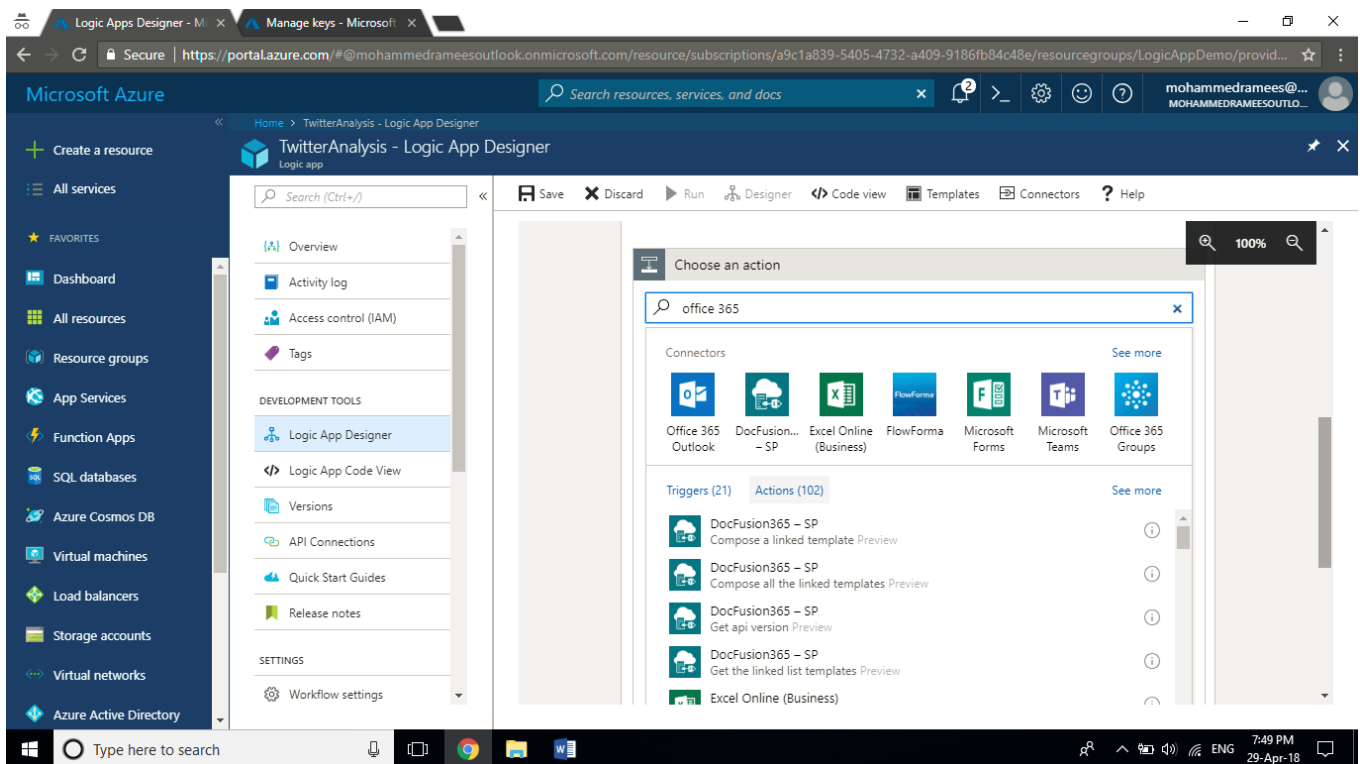 Logic Apps Designer - Mi
Manage keys - Microsoft
Secure | https://portal.azure.com/#@mohammedrameesoutlook.onmicrosoft.com/resource/subscriptions/a9c1a839-5405-4732-a409-9186fb84c48e/resourcegroups/LogicAppDemo/provid...
Microsoft Azure
Search resources, services, and docs
2
mohammedramees@...
MOHAMMEDRAMEESOUTLO...
Home > TwitterAnalysis - Logic App Designer
TwitterAnalysis - Logic App Designer
Logic app
Create a resource
All services
FAVORITES
Dashboard
All resources
Resource groups
App Services
Function Apps
SQL databases
Azure Cosmos DB
Virtual machines
Load balancers
Storage accounts
Virtual networks
Azure Active Directory
Search (Ctrl+/)
Overview
Activity log
Access control (IAM)
Tags
DEVELOPMENT TOOLS
Logic App Designer
Logic App Code View
Versions
API Connections
Quick Start Guides
Release notes
SETTINGS
Workflow settings
Save Discard Run Designer Code view Templates Connectors Help
100%
Choose an action
office 365
Connectors See more
Office 365 Outlook
DocFusion... – SP
Excel Online (Business)
FlowForma
FlowForma
Microsoft Forms
Microsoft Teams
Office 365 Groups
Triggers (21) Actions (102) See more
DocFusion365 – SP
Compose a linked template Preview
DocFusion365 – SP
Compose all the linked templates Preview
DocFusion365 – SP
Get api version Preview
DocFusion365 – SP
Get the linked list templates Preview
Excel Online (Business)
Type here to search
ENG
7:49 PM
29-Apr-18